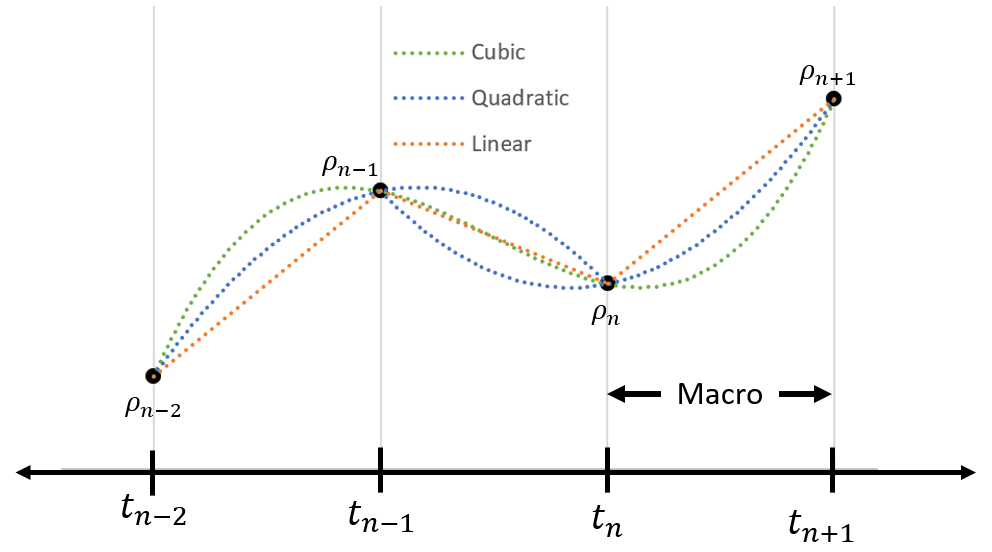 Cubic
Quadratic
Linear
ρₙ₊₁
ρₙ₋₁
ρₙ
ρₙ₋₂
Macro
tₙ₋₂
tₙ₋₁
tₙ
tₙ₊₁